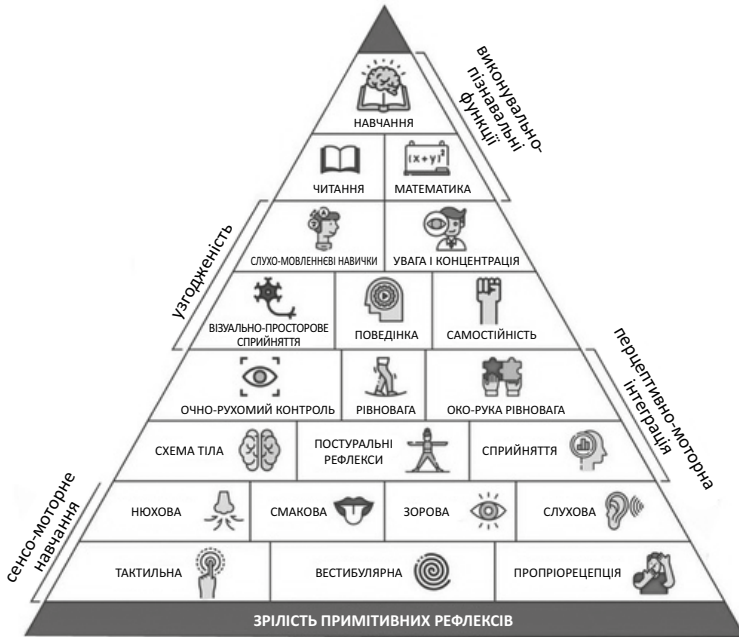 виконувально-
пізнавальні
функції
НАВЧАННЯ
(x+y)²
ЧИТАННЯ
МАТЕМАТИКА
узгодженість
А
СЛУХО-МОВЛЕННЄВІ НАВИЧКИ
УВАГА І КОНЦЕНТРАЦІЯ
ВІЗУАЛЬНО-ПРОСТОРОВЕ
СПРИЙНЯТТЯ
ПОВЕДІНКА
САМОСТІЙНІСТЬ
перцептивно-моторна
інтеграція
ОЧНО-РУХОМИЙ КОНТРОЛЬ
РІВНОВАГА
ОКО-РУКА РІВНОВАГА
СХЕМА ТІЛА
ПОСТУРАЛЬНІ
РЕФЛЕКСИ
СПРИЙНЯТТЯ
сенсо-моторне
навчання
НЮХОВА
СМАКОВА
ЗОРОВА
СЛУХОВА
ТАКТИЛЬНА
ВЕСТИБУЛЯРНА
ПРОПРІОРЕЦЕПЦІЯ
ЗРІЛІСТЬ ПРИМІТИВНИХ РЕФЛЕКСІВ